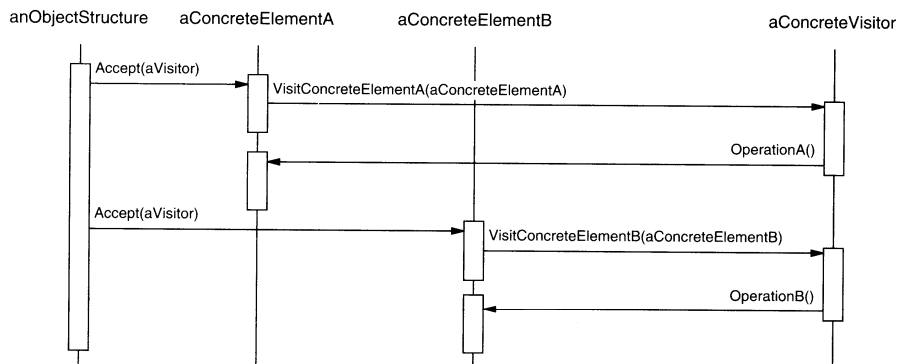 anObjectStructure
aConcreteElementA
aConcreteElementB
aConcreteVisitor
Accept(aVisitor)
VisitConcreteElementA(aConcreteElementA)
OperationA()
Accept(aVisitor)
VisitConcreteElementB(aConcreteElementB)
OperationB()